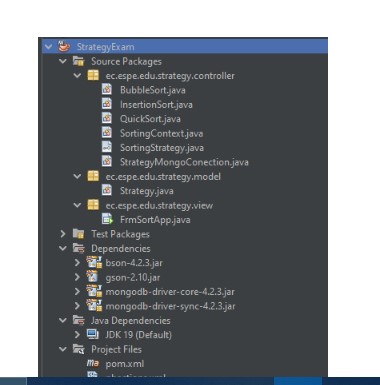 StrategyExam
Source Packages
ec.espe.edu.strategy.controller
BubbleSort.java
InsertionSort.java
QuickSort.java
SortingContext.java
SortingStrategy.java
StrategyMongoConection.java
ec.espe.edu.strategy.model
Strategy.java
ec.espe.edu.strategy.view
FrmSortApp.java
Test Packages
Dependencies
bson-4.2.3.jar
gson-2.10.jar
mongodb-driver-core-4.2.3.jar
mongodb-driver-sync-4.2.3.jar
Java Dependencies
JDK 19 (Default)
Project Files
pom.xml